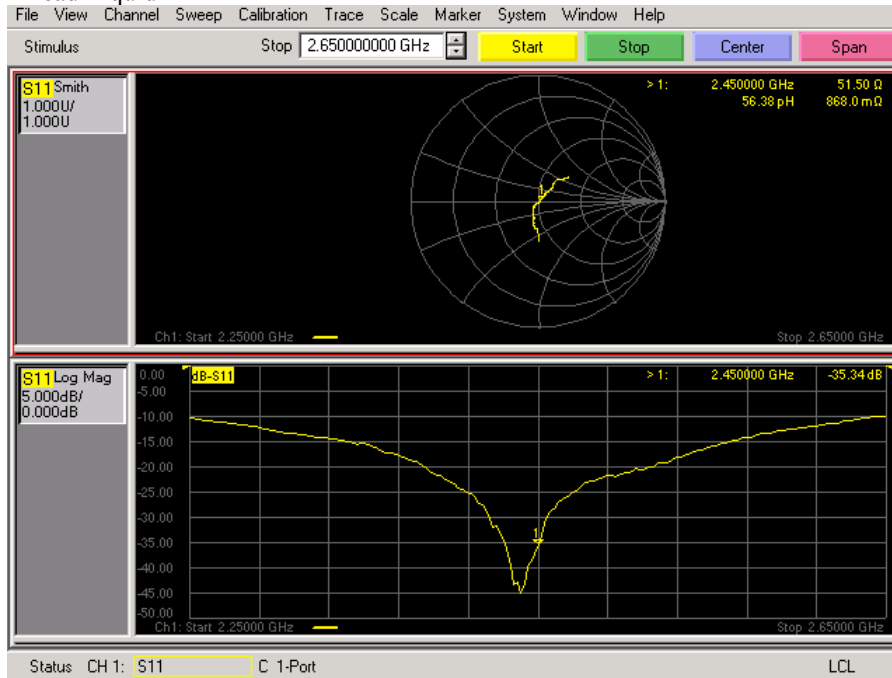 File View Channel Sweep Calibration Trace Scale Marker System Window Help
Stimulus Stop 2.650000000 GHz Start Stop Center Span
S11 Smith
1.000U/
1.000U
> 1: 2.450000 GHz 51.50 Ω
56.38 pH 868.0 mΩ
Ch1: Start 2.25000 GHz Stop 2.65000 GHz
S11 Log Mag
5.000dB/
0.000dB
0.00 dB-S11 > 1: 2.450000 GHz -35.34 dB
-5.00
-10.00
-15.00
-20.00
-25.00
-30.00
1
-35.00
-40.00
-45.00
-50.00
Ch1: Start 2.25000 GHz Stop 2.65000 GHz
Status CH 1: S11 C 1-Port LCL